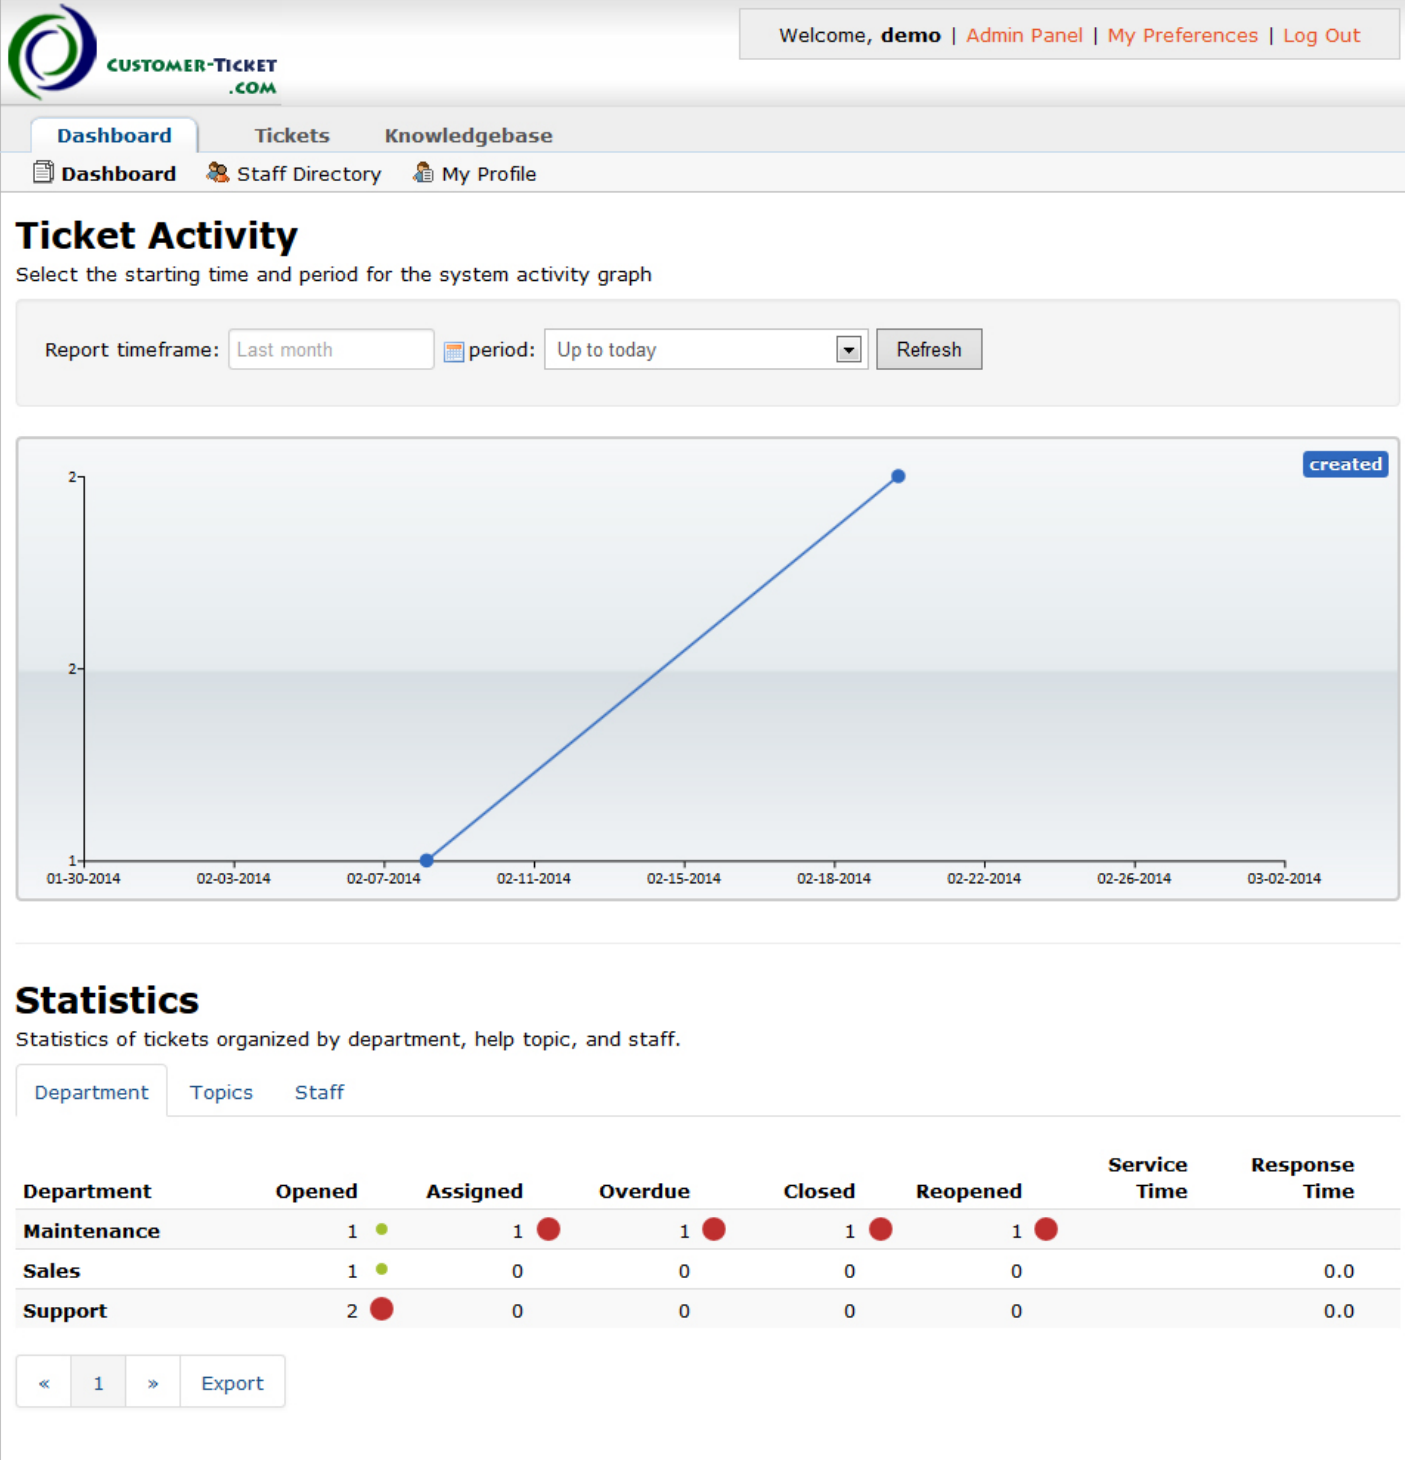 CUSTOMER-TICKET
.COM
Welcome, demo | Admin Panel | My Preferences | Log Out
Dashboard Tickets Knowledgebase
Dashboard Staff Directory My Profile
Ticket Activity
Select the starting time and period for the system activity graph
Report timeframe: Last month period: Up to today Refresh
created
2
2
1
01-30-2014 02-03-2014 02-07-2014 02-11-2014 02-15-2014 02-18-2014 02-22-2014 02-26-2014 03-02-2014
Statistics
Statistics of tickets organized by department, help topic, and staff.
Department Topics Staff
Department Opened Assigned Overdue Closed Reopened Service Time Response Time
Maintenance 1 1 1 1 1
Sales 1 0 0 0 0 0.0
Support 2 0 0 0 0 0.0
« 1 » Export